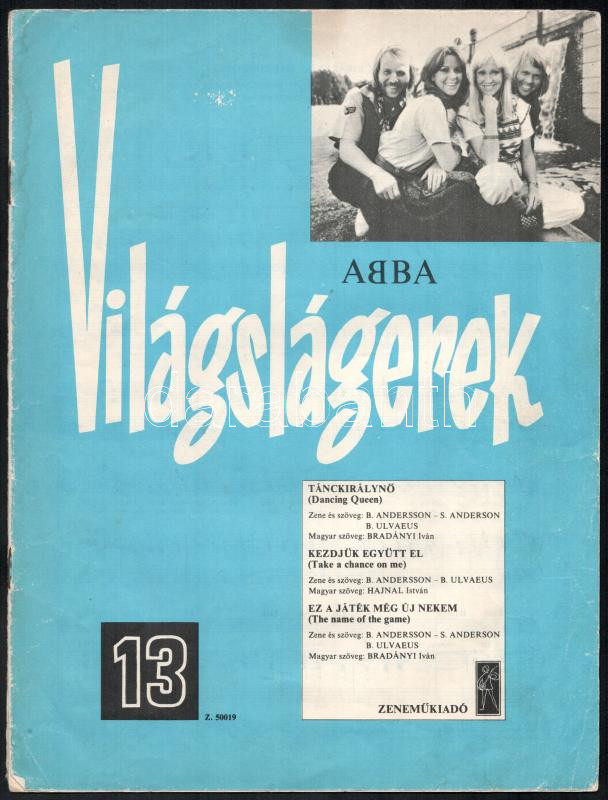 AᗺBA
Világslágerek
darabanth
TÁNCKIRÁLYNŐ
(Dancing Queen)
Zene és szöveg: B. ANDERSSON – S. ANDERSON
B. ULVAEUS
Magyar szöveg: BRADÁNYI Iván
KEZDJÜK EGYÜTT EL
(Take a chance on me)
Zene és szöveg: B. ANDERSSON – B. ULVAEUS
Magyar szöveg: HAJNAL István
EZ A JÁTÉK MÉG ÚJ NEKEM
(The name of the game)
Zene és szöveg: B. ANDERSSON – S. ANDERSON
B. ULVAEUS
Magyar szöveg: BRADÁNYI Iván
ZENEMŰKIADÓ
13
Z. 50019